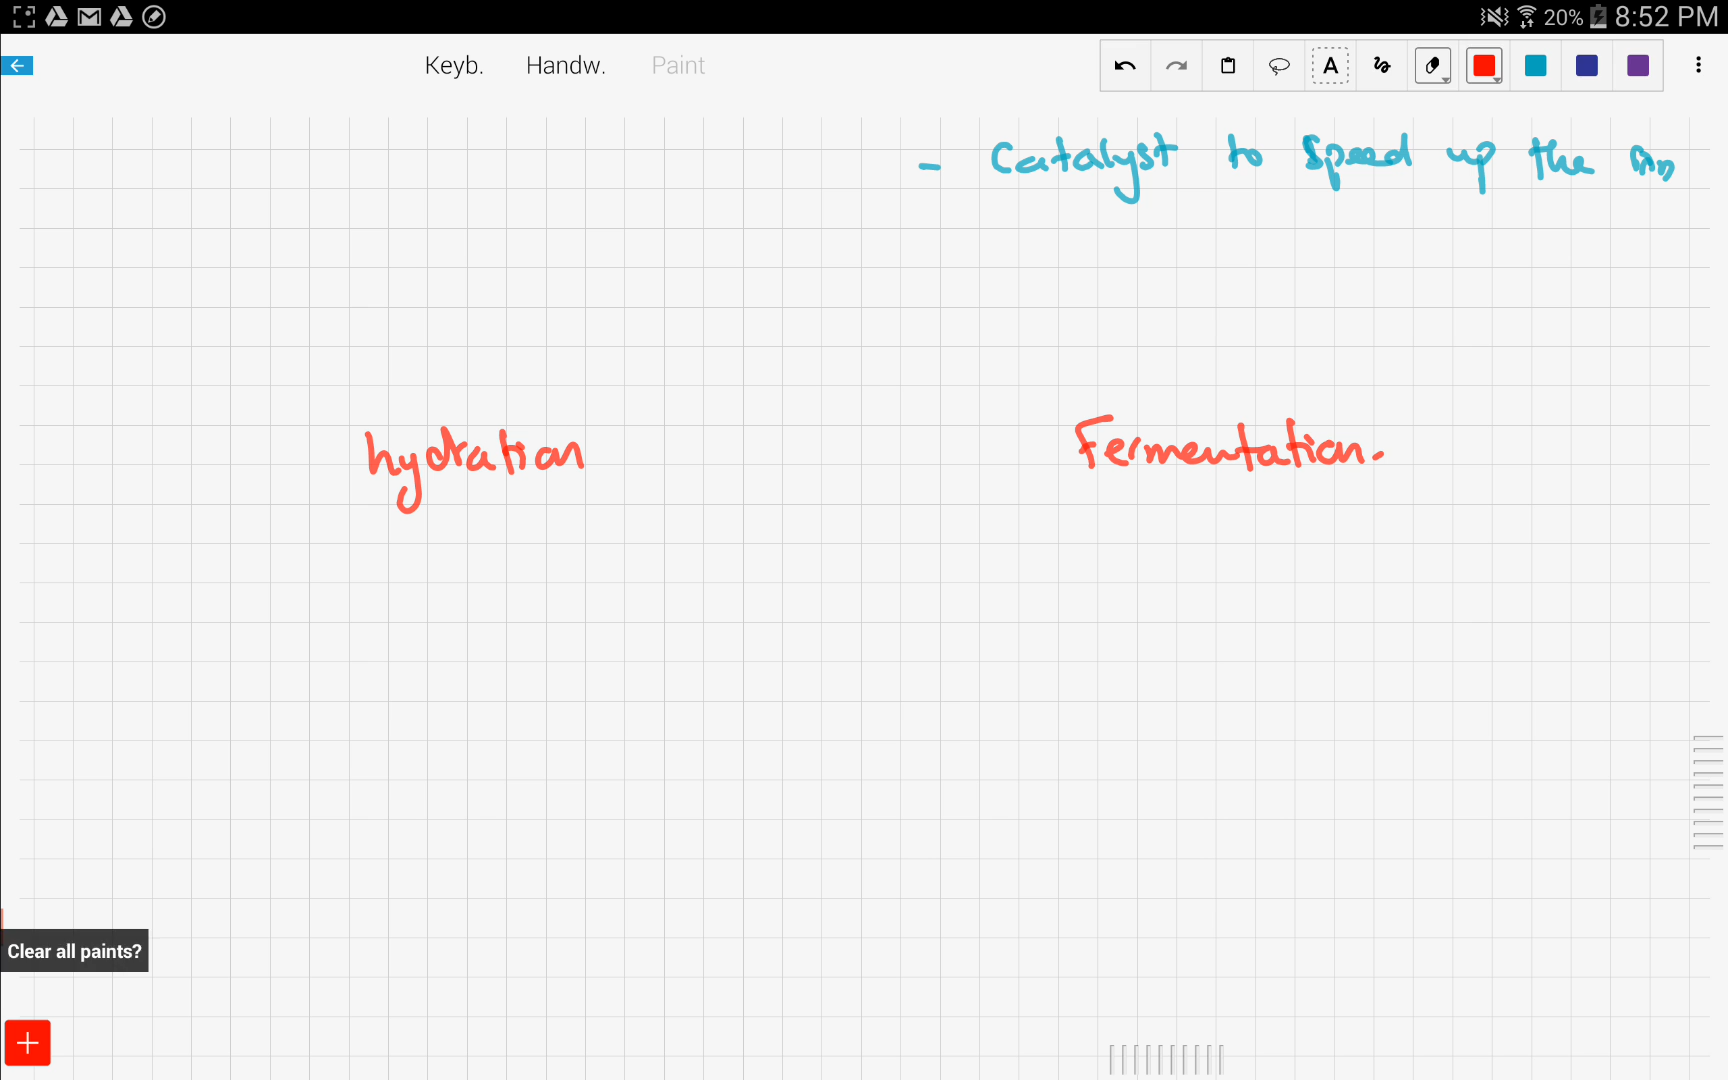 20% 8:52 PM
Keyb. Handw. Paint A
- Catalyst to speed up the
hydration Fermentation.
Clear all paints?